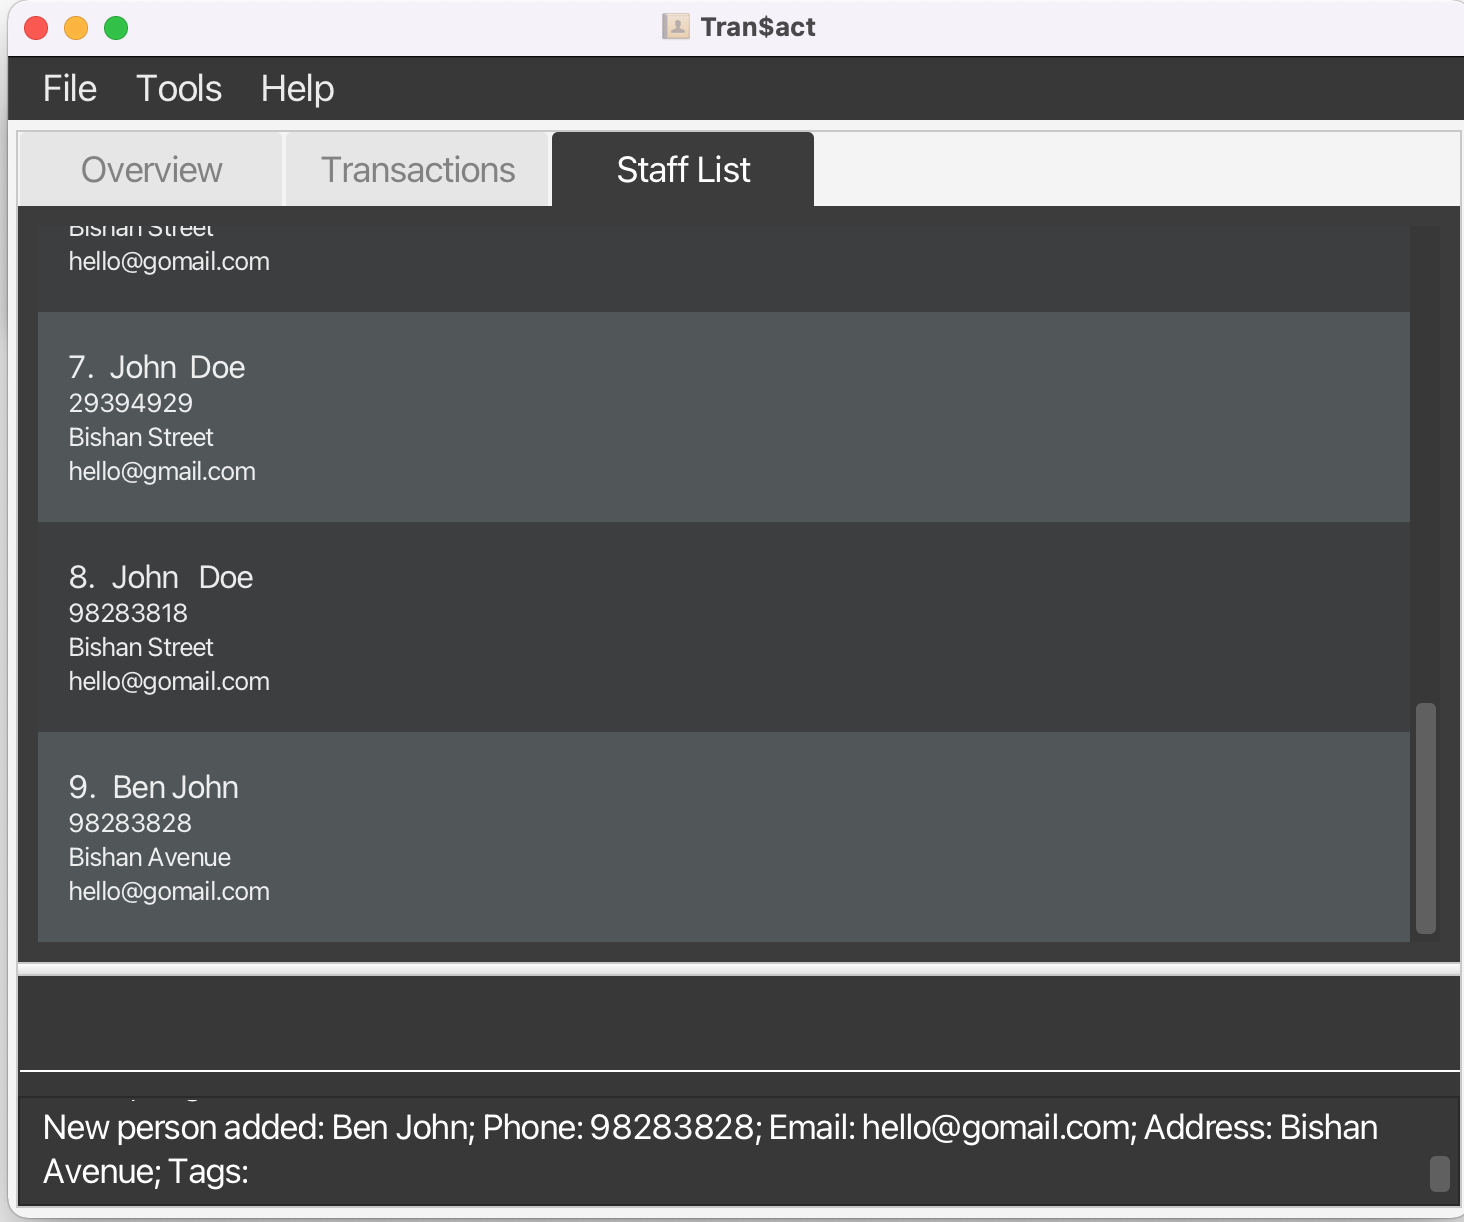 Tran$act
File Tools Help
Overview Transactions Staff List
Bishan Street
hello@gomail.com
7. John  Doe
29394929
Bishan Street
hello@gmail.com
8. John   Doe
98283818
Bishan Street
hello@gomail.com
9. Ben John
98283828
Bishan Avenue
hello@gomail.com
New person added: Ben John; Phone: 98283828; Email: hello@gomail.com; Address: Bishan
Avenue; Tags: